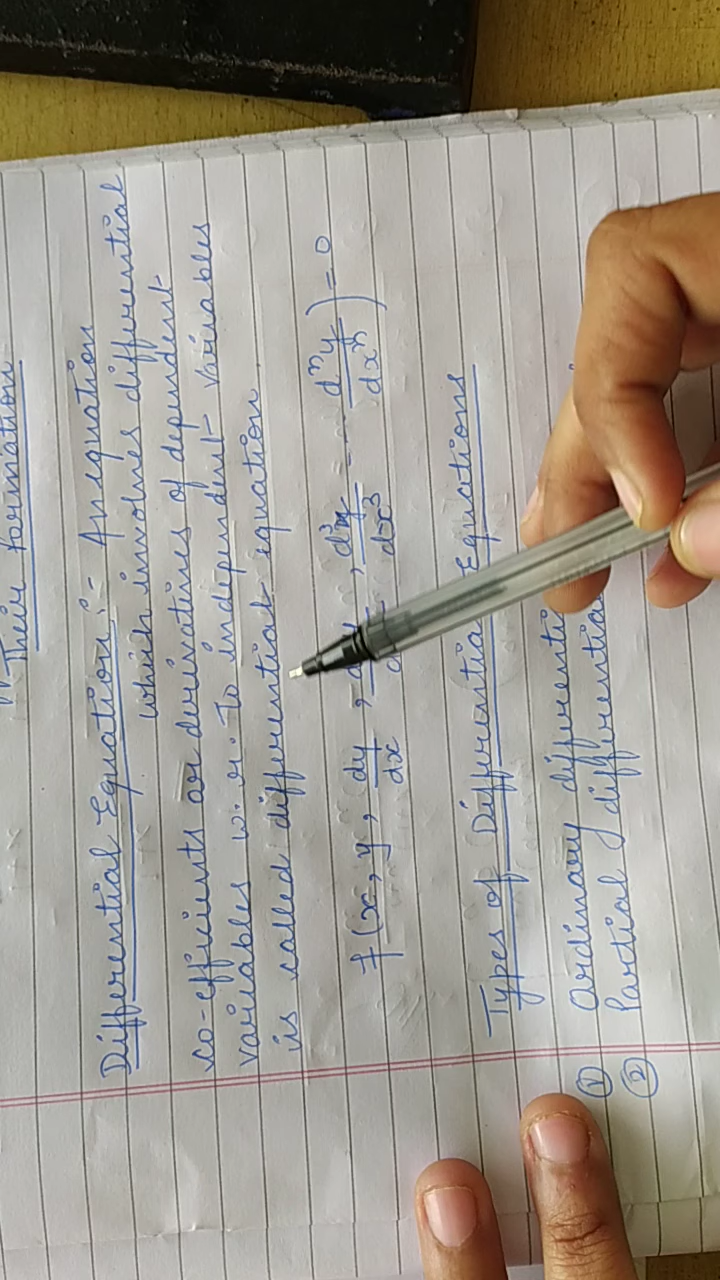 Their formation
Differential Equation :- An equation
which involves differential
co-efficients or derivatives of dependent
variables w. r. To independent variables
is called differential equation
f(x, y, dy/dx, , d³y/dx³ - - - dⁿy/dxⁿ) = 0
Types of Differential Equations
① Ordinary differenti
② Partial differential